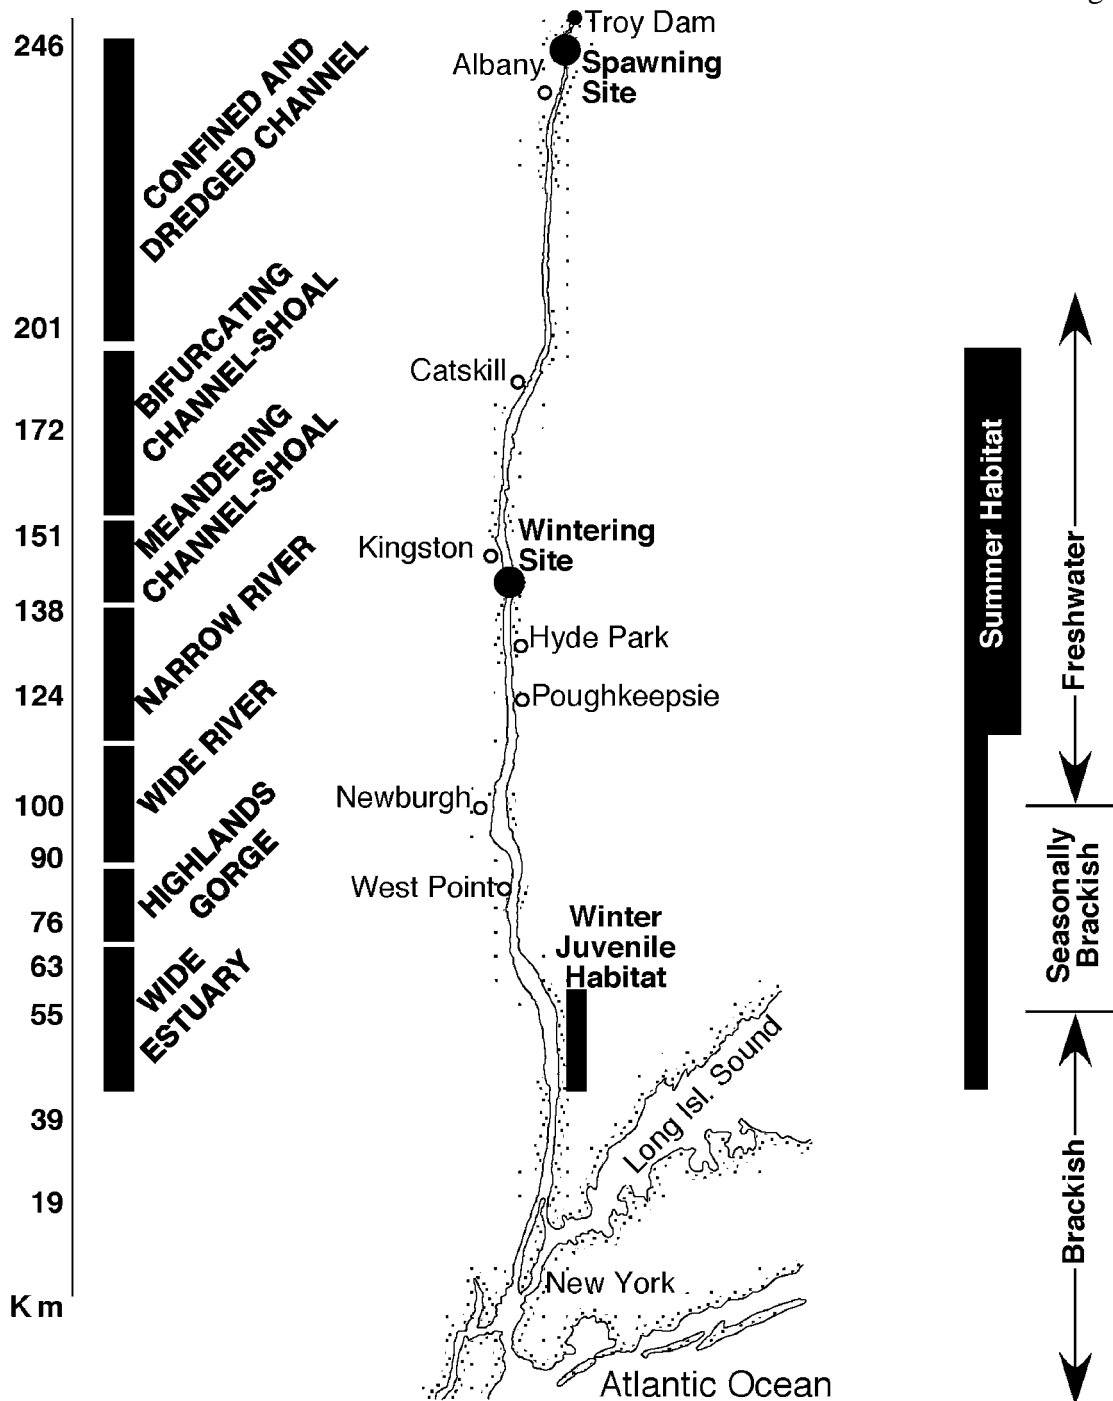 g
Troy Dam
246
Albany
Spawning
Site
CONFINED AND
DREDGED CHANNEL
201
BIFURCATING
CHANNEL-SHOAL
Catskill
172
MEANDERING
CHANNEL-SHOAL
151
Kingston
Wintering
Site
138
NARROW RIVER
Hyde Park
124
Poughkeepsie
WIDE RIVER
100
Newburgh
90
HIGHLANDS
GORGE
West Point
76
Winter
Juvenile
Habitat
63
WIDE
ESTUARY
55
39
19
Km
Long Isl. Sound
New York
Atlantic Ocean
Summer Habitat
Freshwater
Seasonally
Brackish
Brackish